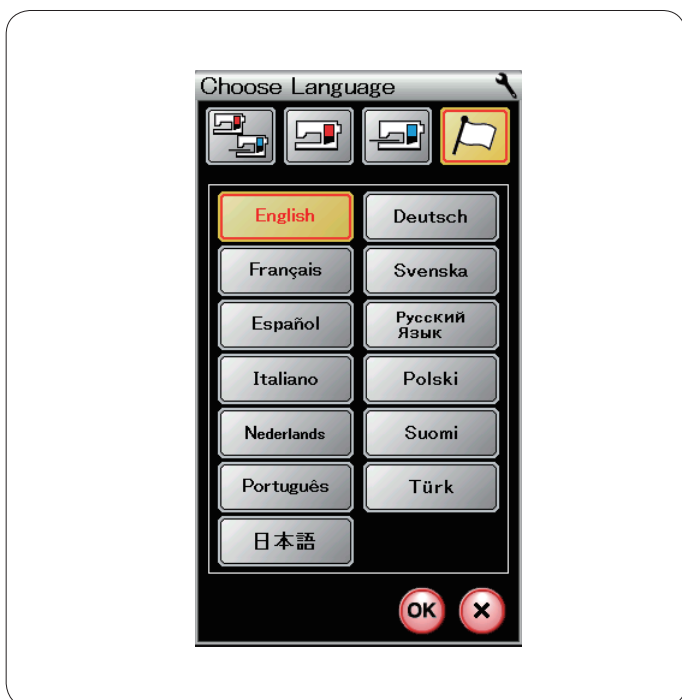 Choose Language
English
Deutsch
Français
Svenska
Español
Русский
Язык
Italiano
Polski
Nederlands
Suomi
Português
Türk
日本語
OK